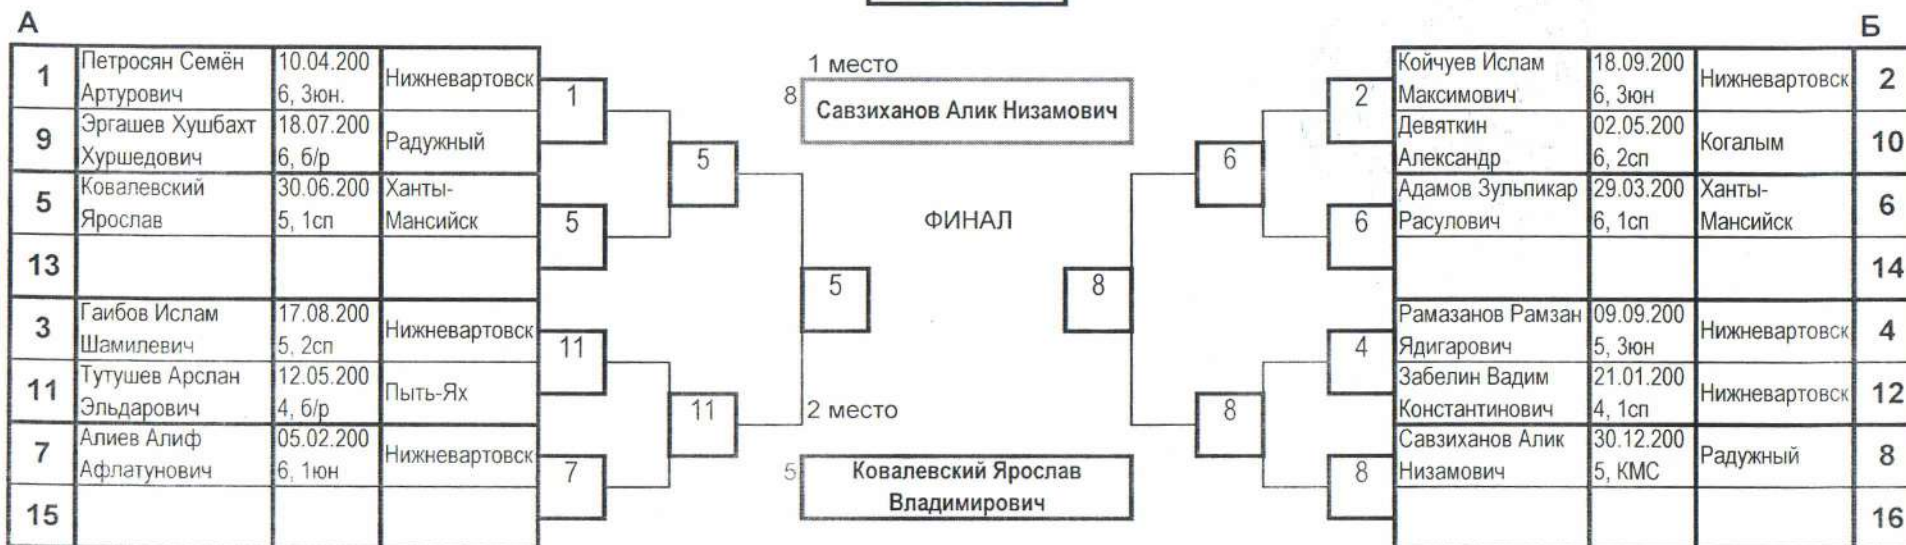 А
Б
1
Петросян Семён
Артурович
10.04.200
6, 3юн.
Нижневартовск
9
Эргашев Хушбахт
Хуршедович
18.07.200
6, б/р
Радужный
5
Ковалевский
Ярослав
30.06.200
5, 1сп
Ханты-
Мансийск
13
3
Гаибов Ислам
Шамилевич
17.08.200
5, 2сп
Нижневартовск
11
Тутушев Арслан
Эльдарович
12.05.200
4, б/р
Пыть-Ях
7
Алиев Алиф
Афлатунович
05.02.200
6, 1юн
Нижневартовск
15
1
5
11
7
5
11
5
1 место
8
Савзиханов Алик Низамович
ФИНАЛ
2 место
5
Ковалевский Ярослав
Владимирович
8
6
8
2
6
4
8
Койчуев Ислам
Максимович
18.09.200
6, 3юн
Нижневартовск
2
Девяткин
Александр
02.05.200
6, 2сп
Когалым
10
Адамов Зульпикар
Расулович
29.03.200
6, 1сп
Ханты-
Мансийск
6
14
Рамазанов Рамзан
Ядигарович
09.09.200
5, 3юн
Нижневартовск
4
Забелин Вадим
Константинович
21.01.200
4, 1сп
Нижневартовск
12
Савзиханов Алик
Низамович
30.12.200
5, КМС
Радужный
8
16